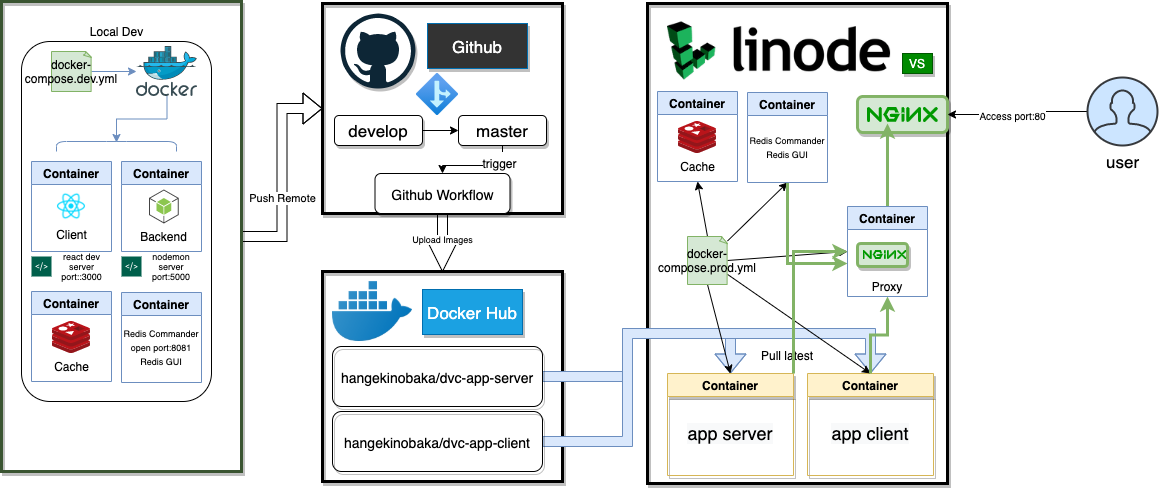 Local Dev
docker-
compose.dev.yml
docker
Container
Client
Container
Backend
</>
react dev
server
port::3000
</>
nodemon
server
port:5000
Container
Cache
Container
Redis Commander
open port:8081
Redis GUI
Push Remote
Github
develop
master
trigger
Github Workflow
Upload Images
Docker Hub
hangekinobaka/dvc-app-server
hangekinobaka/dvc-app-client
linode
VS
Container
Cache
Container
Redis Commander
Redis GUI
NGINX
Access port:80
user
docker-
compose.prod.yml
Container
NGINX
Proxy
Pull latest
Container
app server
Container
app client